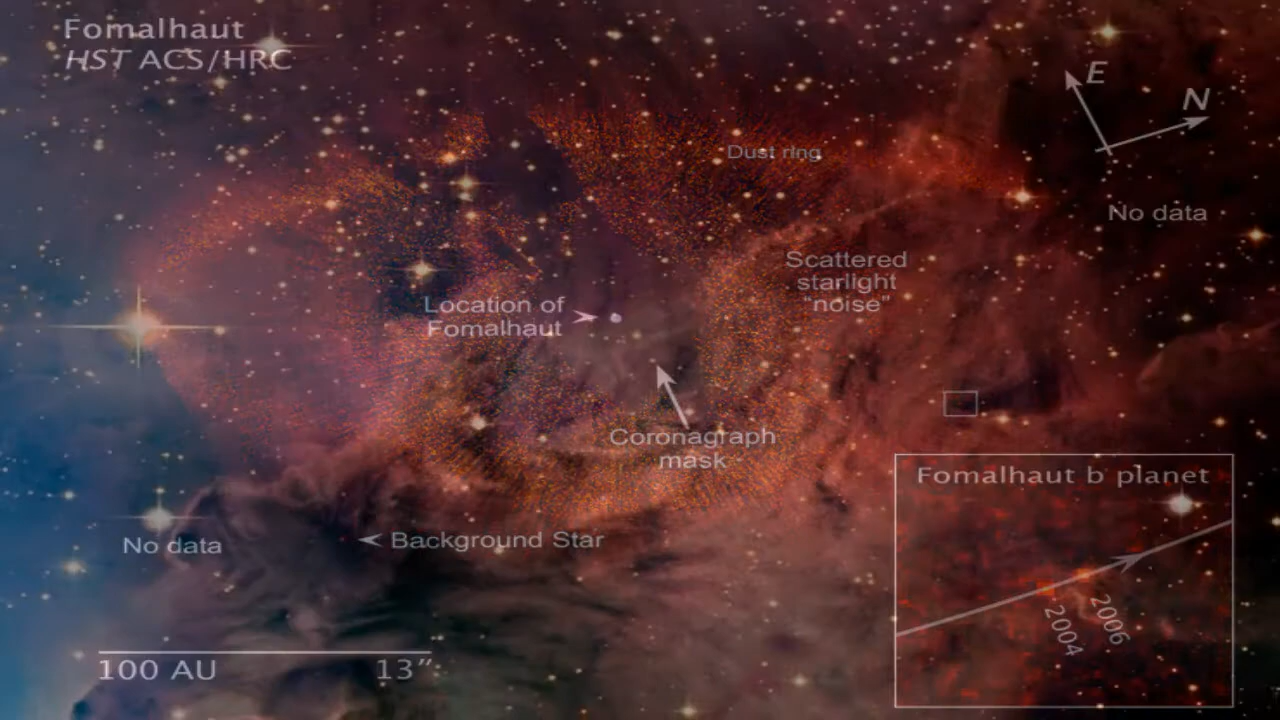 Fomalhaut
HST ACS/HRC
E
N
Dust ring
No data
Scattered
starlight
“noise”
Location of
Fomalhaut
Coronagraph
mask
Fomalhaut b planet
No data
Background Star
2006
2004
100 AU
13”